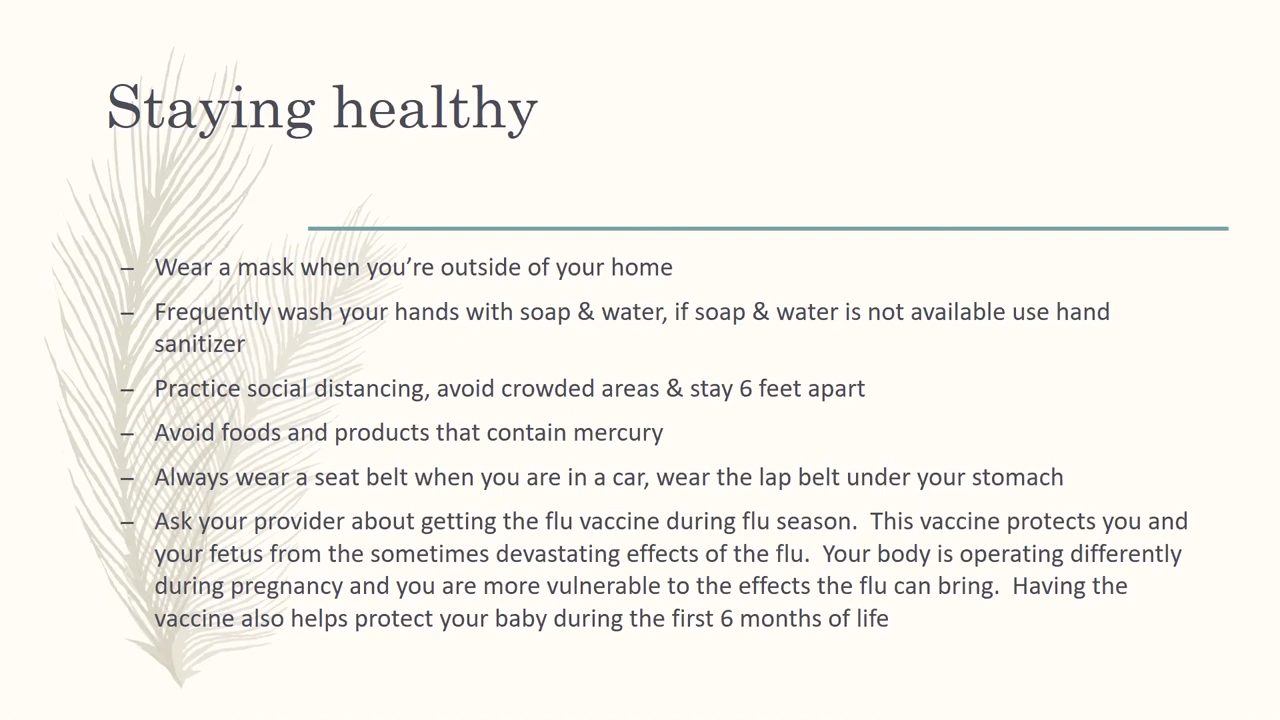 Staying healthy
– Wear a mask when you’re outside of your home
– Frequently wash your hands with soap & water, if soap & water is not available use hand
sanitizer
– Practice social distancing, avoid crowded areas & stay 6 feet apart
– Avoid foods and products that contain mercury
– Always wear a seat belt when you are in a car, wear the lap belt under your stomach
– Ask your provider about getting the flu vaccine during flu season.  This vaccine protects you and
your fetus from the sometimes devastating effects of the flu.  Your body is operating differently
during pregnancy and you are more vulnerable to the effects the flu can bring.  Having the
vaccine also helps protect your baby during the first 6 months of life